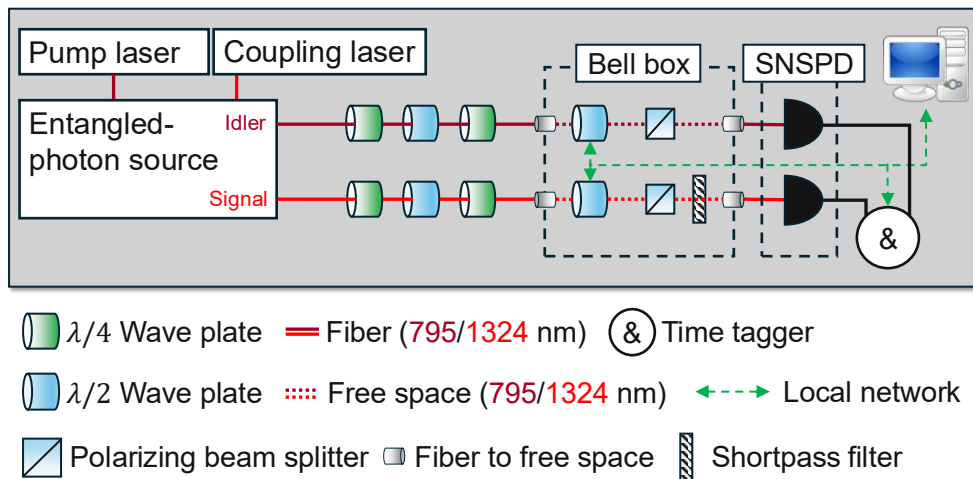 Pump laser
Coupling laser
Bell box
SNSPD
Entangled-
photon source
Idler
Signal
&
λ/4 Wave plate
Fiber (795/1324 nm)
& Time tagger
λ/2 Wave plate
Free space (795/1324 nm)
Local network
Polarizing beam splitter
Fiber to free space
Shortpass filter